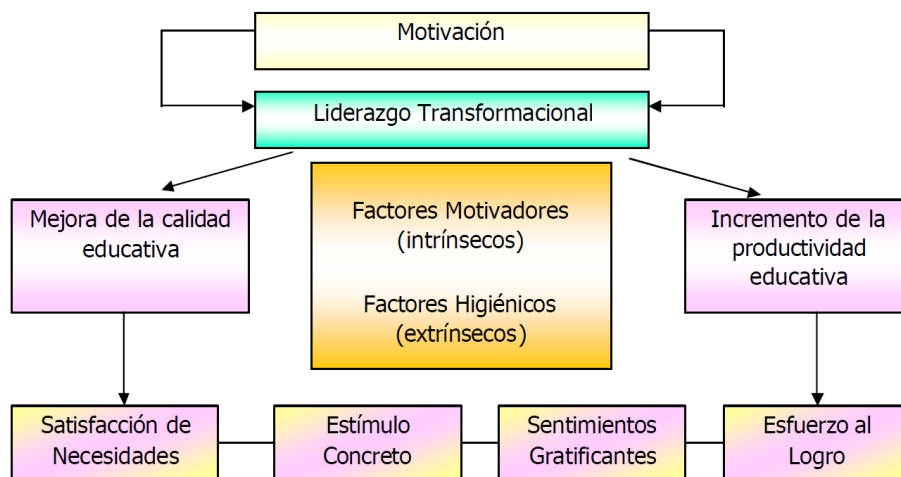 Motivación
Liderazgo Transformacional
Mejora de la calidad
educativa
Factores Motivadores
(intrínsecos)
Factores Higiénicos
(extrínsecos)
Incremento de la
productividad
educativa
Satisfacción de
Necesidades
Estímulo
Concreto
Sentimientos
Gratificantes
Esfuerzo al
Logro